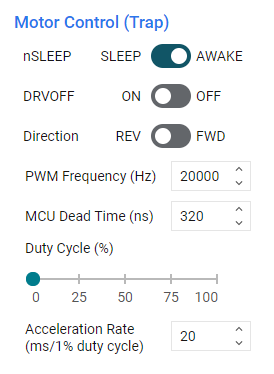 Motor Control (Trap)
nSLEEP SLEEP AWAKE
DRVOFF ON OFF
Direction REV FWD
PWM Frequency (Hz) 20000
MCU Dead Time (ns) 320
Duty Cycle (%)
0 25 50 75 100
Acceleration Rate
(ms/1% duty cycle) 20